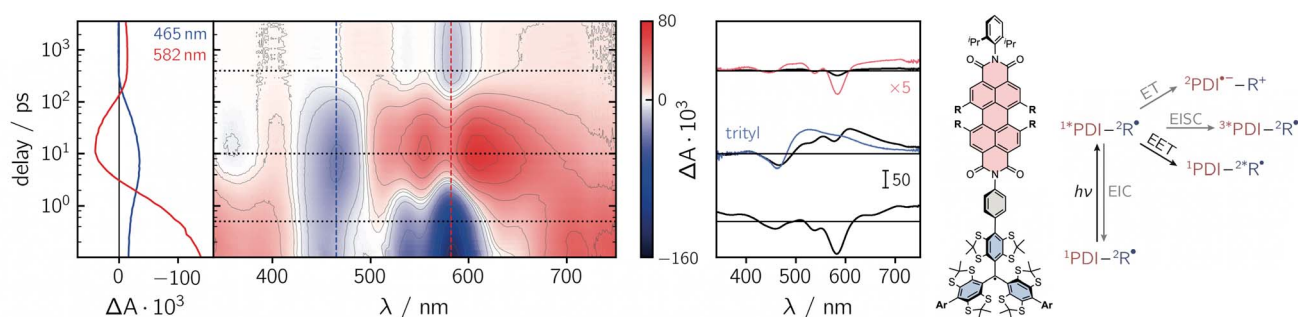 465 nm
582 nm
10³
10²
10¹
10⁰
delay / ps
0
−100
ΔA · 10³
400
500
600
700
λ / nm
80
0
−160
ΔA · 10³
×5
trityl
50
400
500
600
700
λ / nm
ⁱPr
ⁱPr
O
N
O
R
R
R
R
O
N
O
S
S
S
S
S
S
S
S
S
S
S
S
Ar
Ar
²PDI•⁻−R⁺
ET
EISC
¹*PDI−²R•
³*PDI−²R•
EET
¹PDI−²*R•
hν
EIC
¹PDI−²R•